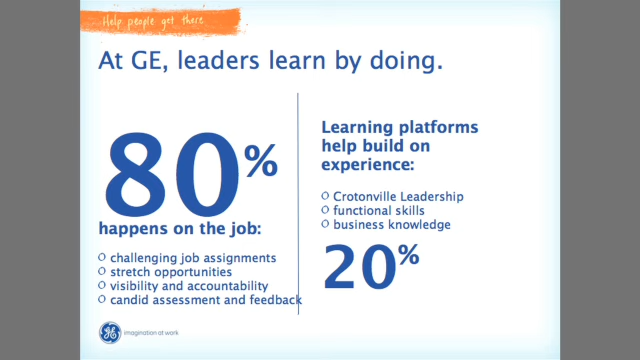 Help people get there
At GE, leaders learn by doing.
80%
happens on the job:
challenging job assignments
stretch opportunities
visibility and accountability
candid assessment and feedback
Learning platforms
help build on
experience:
Crotonville Leadership
functional skills
business knowledge
20%
GE
imagination at work